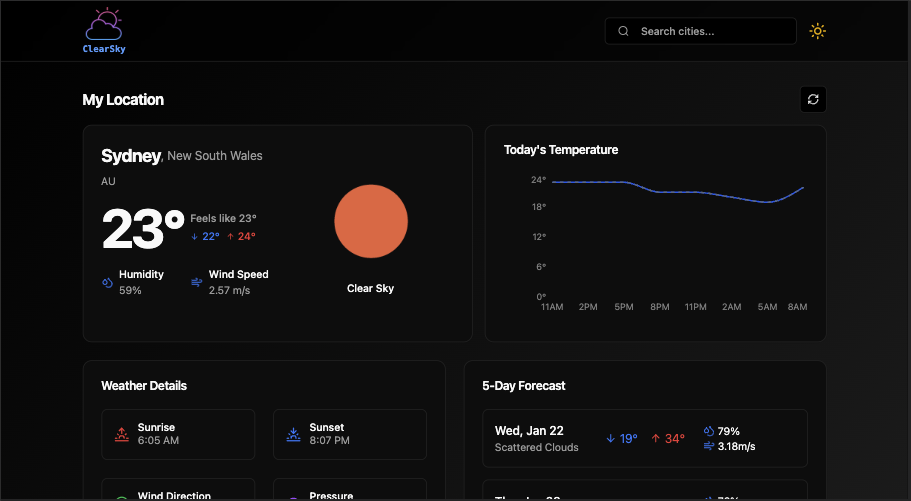 ClearSky
Search cities...
My Location
Sydney, New South Wales
AU
23°
Feels like 23°
↓ 22° ↑ 24°
Humidity
59%
Wind Speed
2.57 m/s
Clear Sky
Today's Temperature
24°
18°
12°
6°
0°
11AM 2PM 5PM 8PM 11PM 2AM 5AM 8AM
Weather Details
Sunrise
6:05 AM
Sunset
8:07 PM
Wind Direction
Pressure
5-Day Forecast
Wed, Jan 22
Scattered Clouds
↓ 19° ↑ 34°
79%
3.18m/s